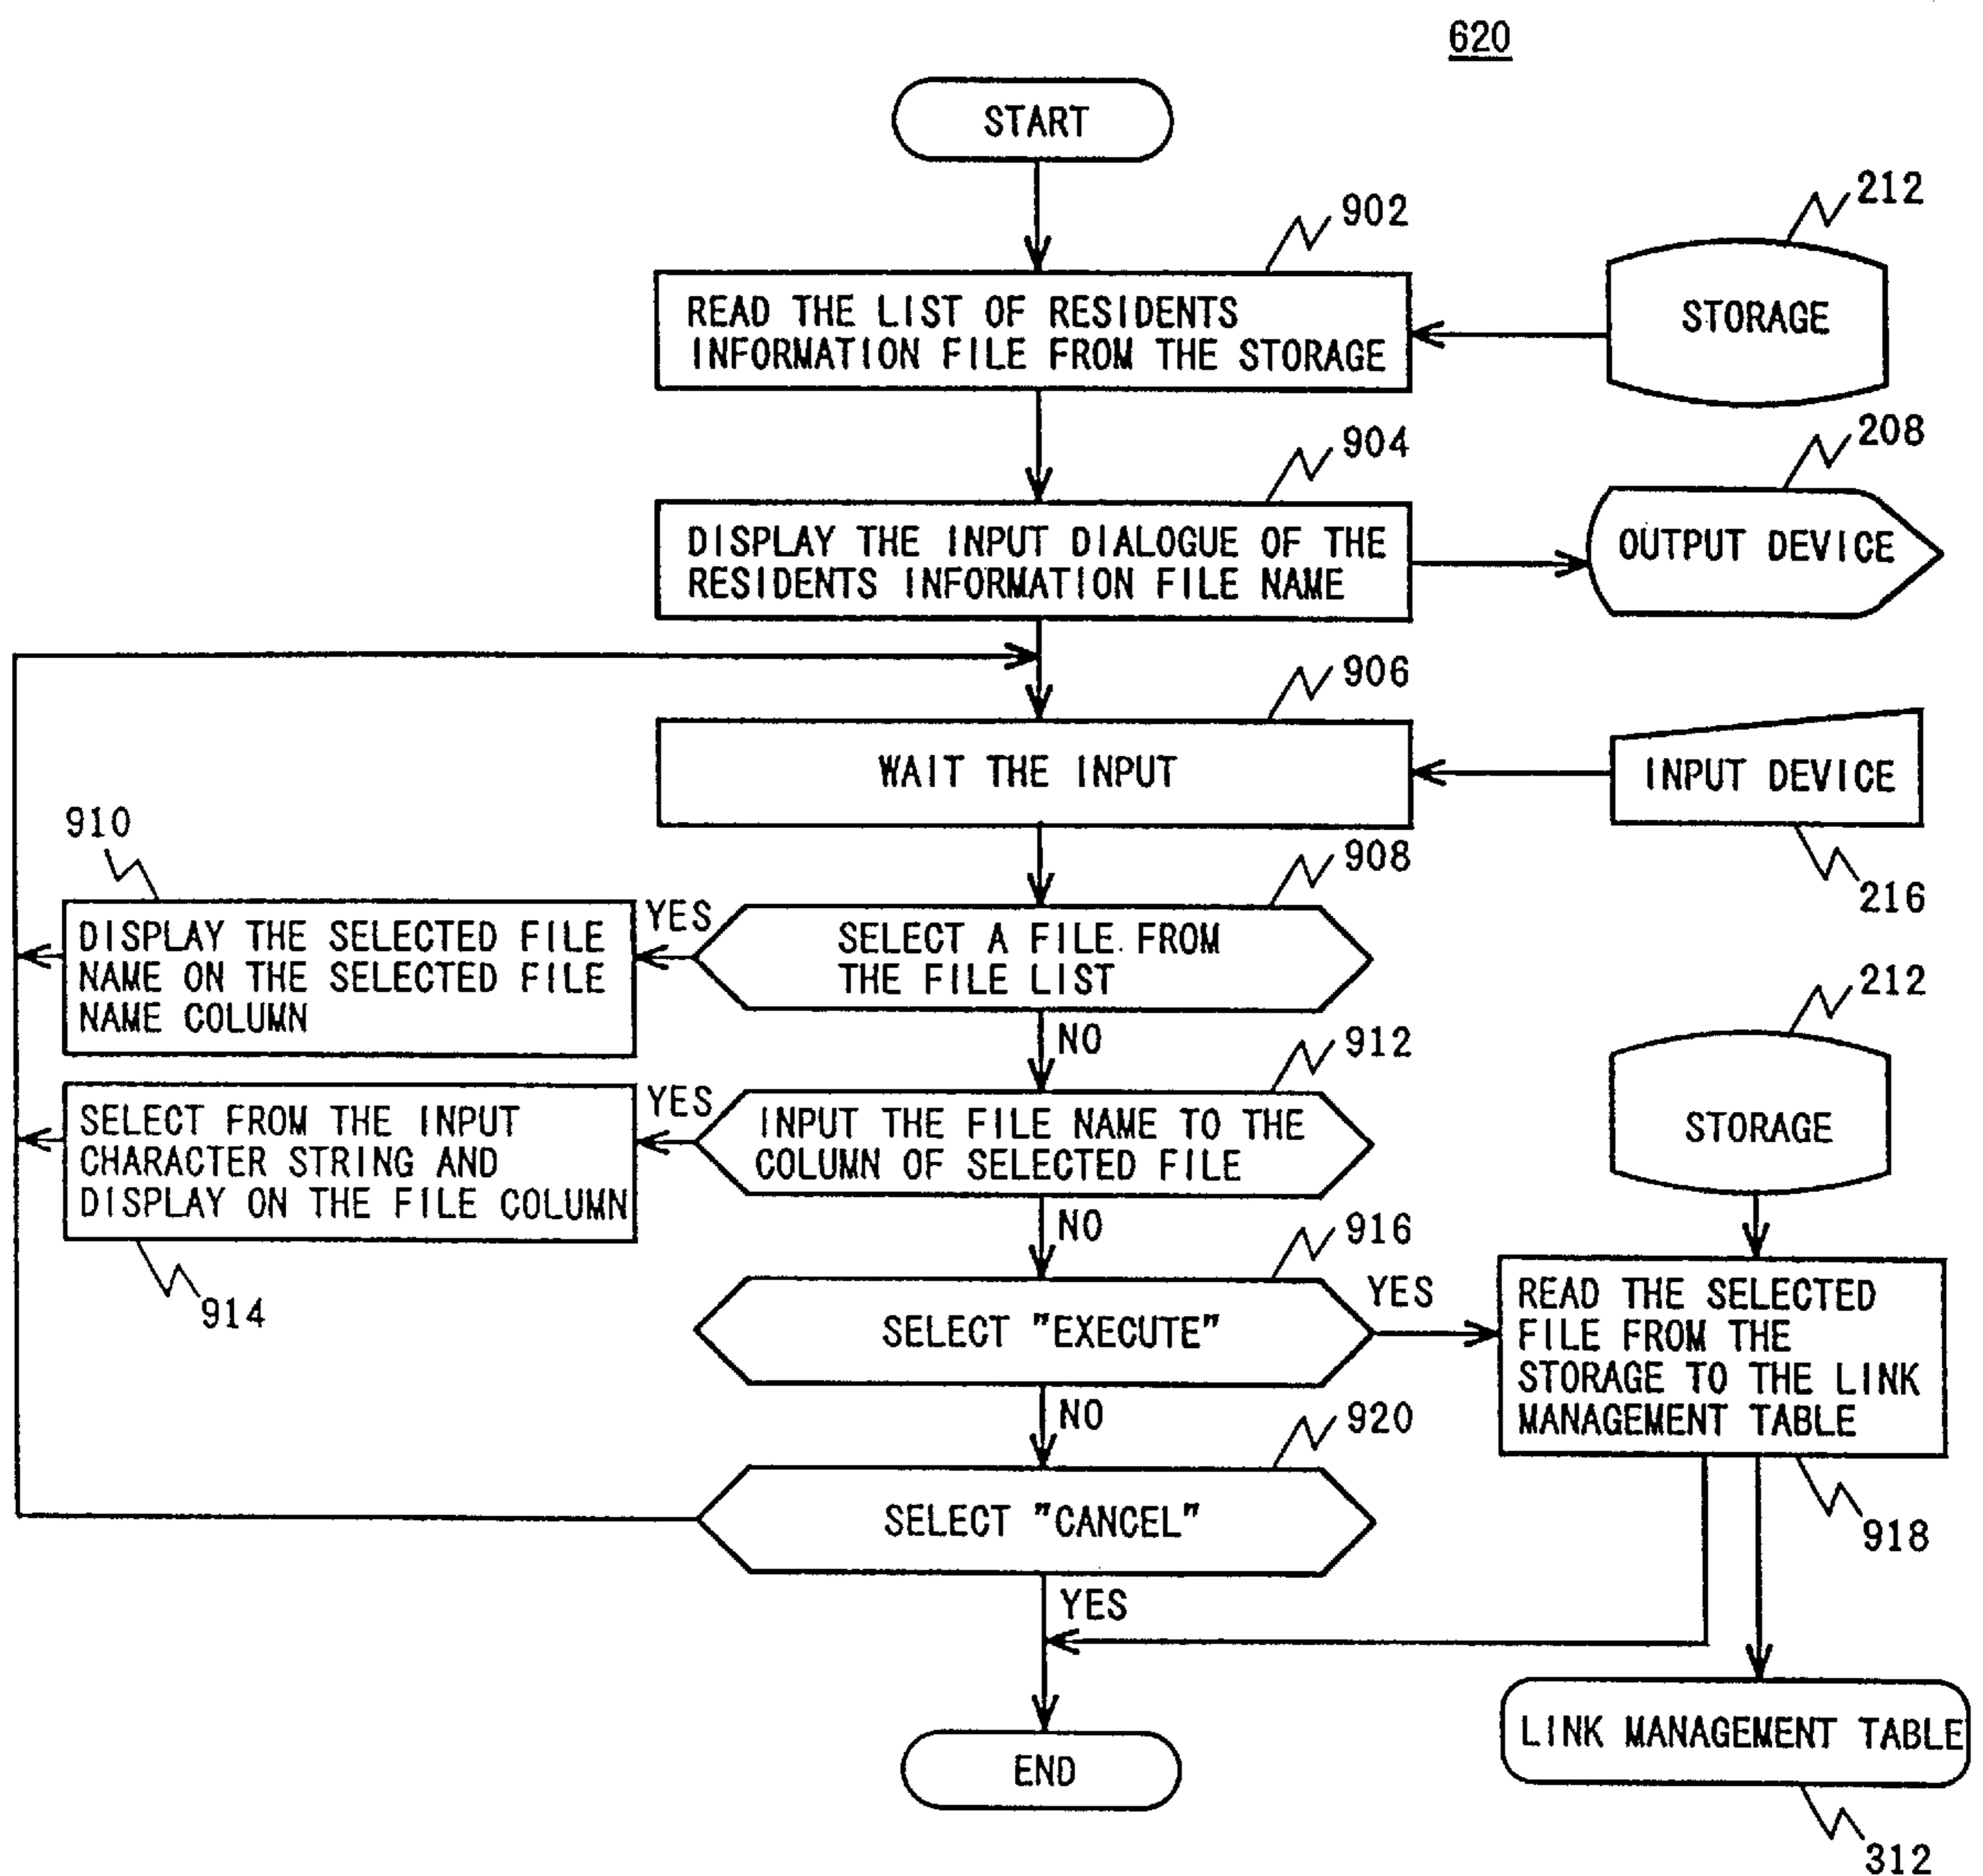 620
START
902
212
READ THE LIST OF RESIDENTS
INFORMATION FILE FROM THE STORAGE
STORAGE
904
208
DISPLAY THE INPUT DIALOGUE OF THE
RESIDENTS INFORMATION FILE NAME
OUTPUT DEVICE
906
WAIT THE INPUT
INPUT DEVICE
216
908
910
SELECT A FILE FROM
THE FILE LIST
YES
DISPLAY THE SELECTED FILE
NAME ON THE SELECTED FILE
NAME COLUMN
NO
912
212
INPUT THE FILE NAME TO THE
COLUMN OF SELECTED FILE
YES
SELECT FROM THE INPUT
CHARACTER STRING AND
DISPLAY ON THE FILE COLUMN
914
STORAGE
NO
916
SELECT "EXECUTE"
YES
READ THE SELECTED
FILE FROM THE
STORAGE TO THE LINK
MANAGEMENT TABLE
918
NO
920
SELECT "CANCEL"
YES
END
LINK MANAGEMENT TABLE
312